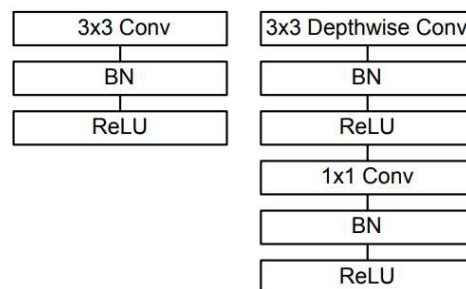 3x3 Conv
BN
ReLU
3x3 Depthwise Conv
BN
ReLU
1x1 Conv
BN
ReLU